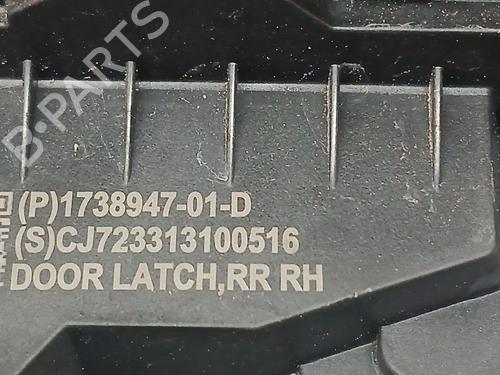 B-PARTS
(P)1738947-01-D
(S)CJ723313100516
DOOR LATCH,RR RH